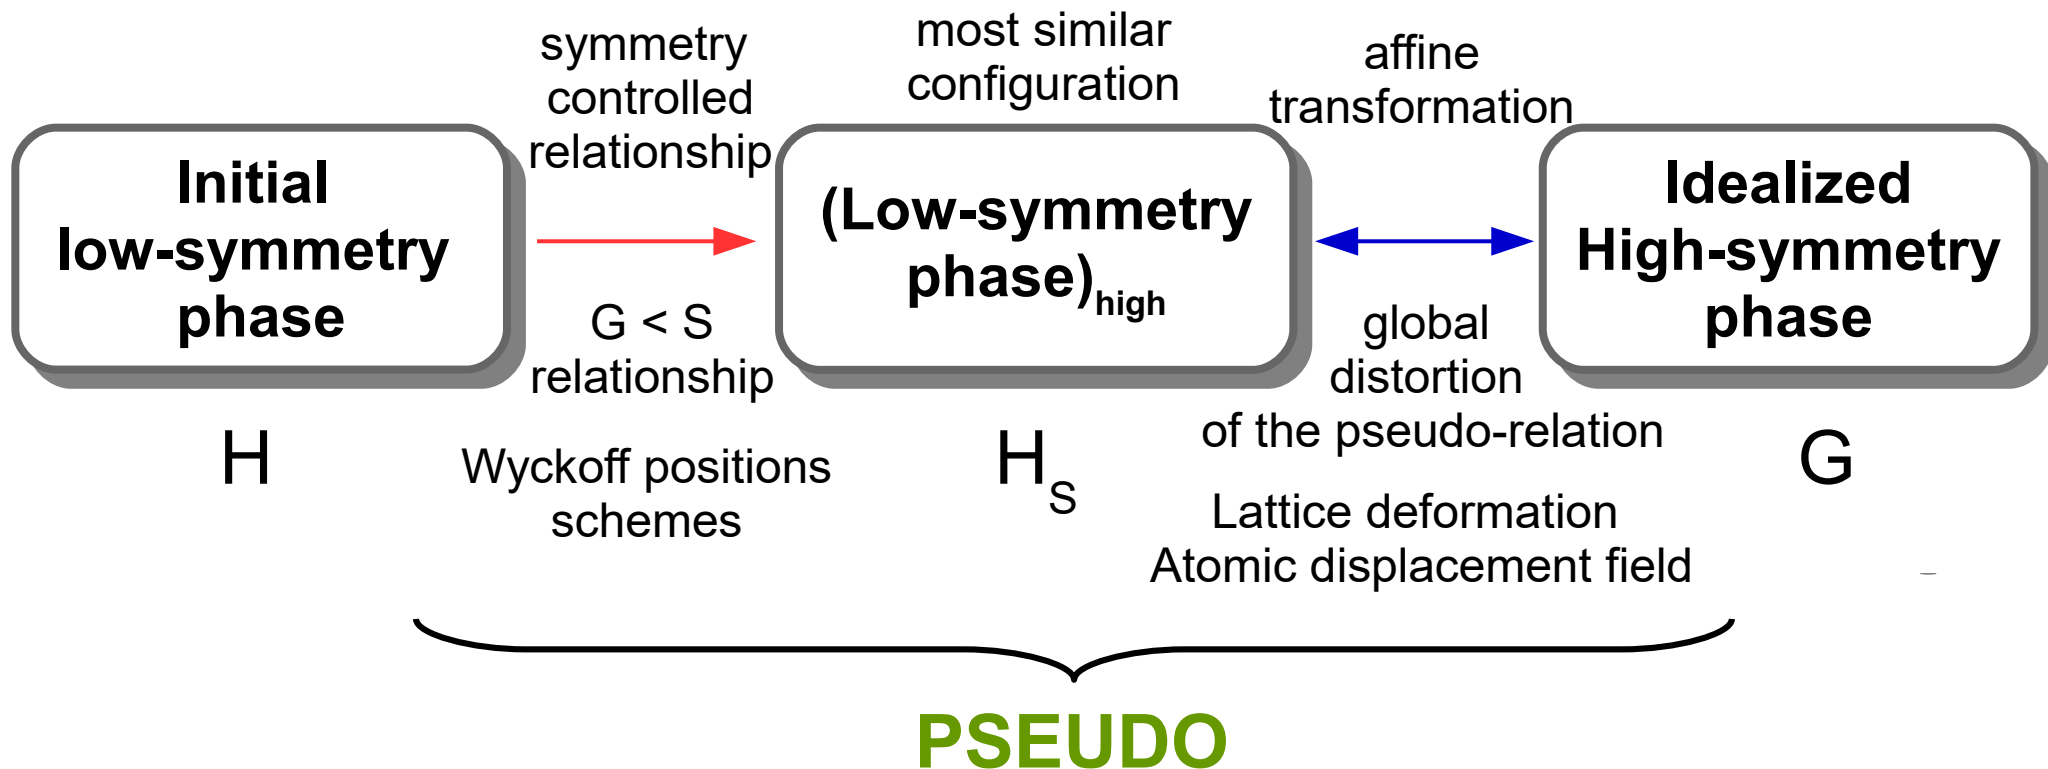 symmetry
controlled
relationship
most similar
configuration
affine
transformation
Initial
low-symmetry
phase
(Low-symmetry
phase)high
Idealized
High-symmetry
phase
G < S
relationship
global
distortion
of the pseudo-relation
H
Wyckoff positions
schemes
HS
Lattice deformation
Atomic displacement field
G
PSEUDO